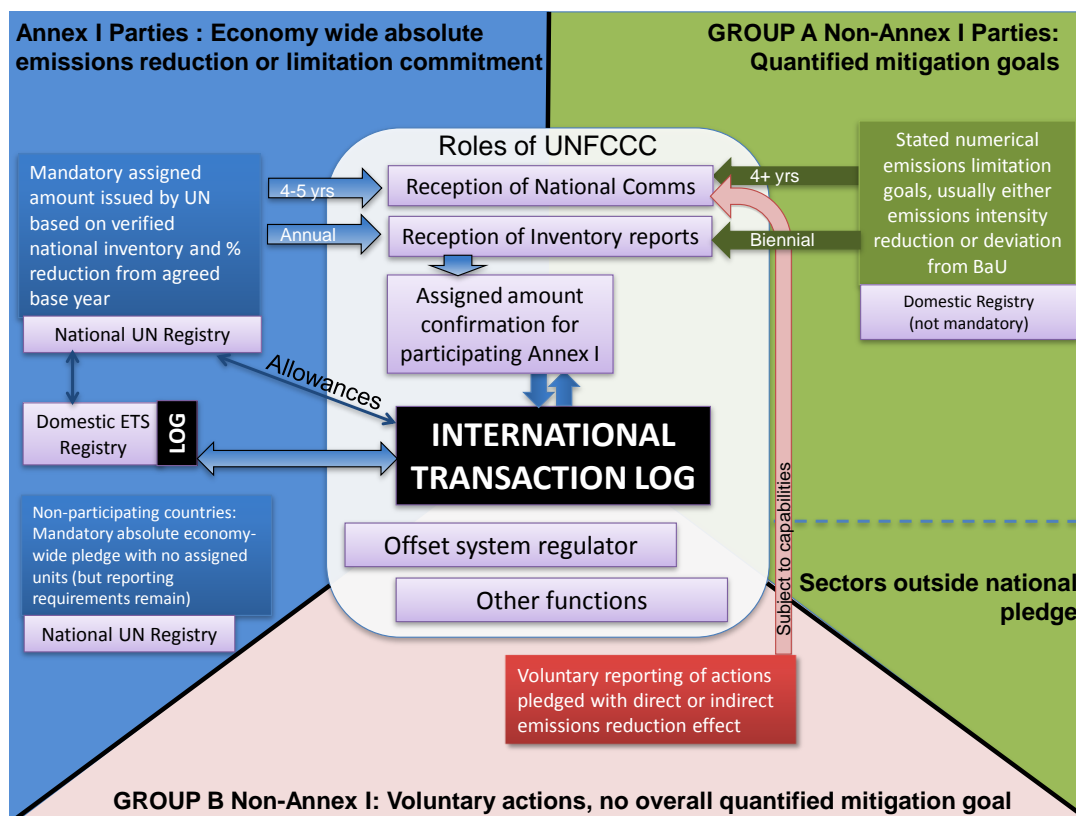 Annex I Parties : Economy wide absolute
emissions reduction or limitation commitment
GROUP A Non-Annex I Parties:
Quantified mitigation goals
Roles of UNFCCC
Mandatory assigned
amount issued by UN
based on verified
national inventory and %
reduction from agreed
base year
National UN Registry
4-5 yrs
Annual
Reception of National Comms
Reception of Inventory reports
4+ yrs
Biennial
Stated numerical
emissions limitation
goals, usually either
emissions intensity
reduction or deviation
from BaU
Domestic Registry
(not mandatory)
Assigned amount
confirmation for
participating Annex I
Allowances
Domestic ETS
Registry
LOG
INTERNATIONAL
TRANSACTION LOG
Non-participating countries:
Mandatory absolute economy-
wide pledge with no assigned
units (but reporting
requirements remain)
National UN Registry
Offset system regulator
Other functions
Subject to capabilities
Sectors outside national
pledge
Voluntary reporting of actions
pledged with direct or indirect
emissions reduction effect
GROUP B Non-Annex I: Voluntary actions, no overall quantified mitigation goal